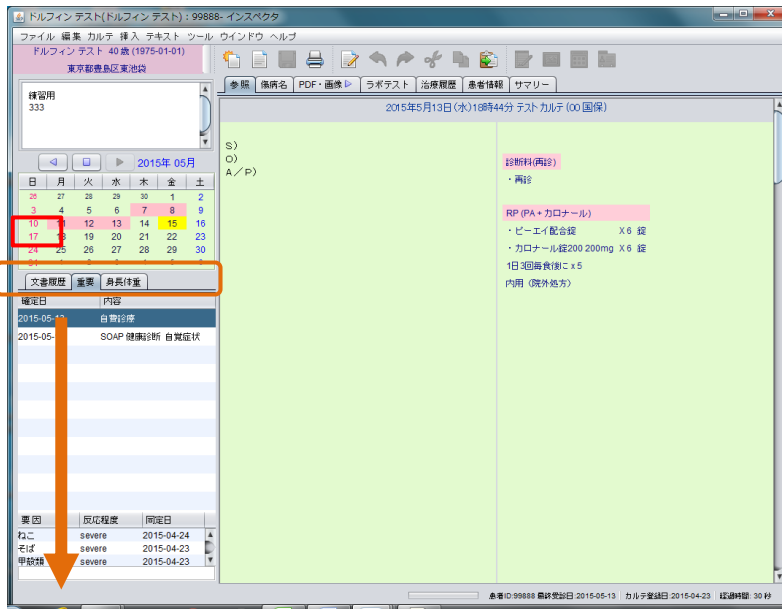 ドルフィン テスト(ドルフィン テスト) : 99888- インスペクタ
ファイル 編集 カルテ 挿入 テキスト ツール ウインドウ ヘルプ
ドルフィン テスト 40 歳 (1975-01-01)
東京都豊島区東池袋
練習用
333
2015年 05月
日 月 火 水 木 金 土
26 27 28 29 30 1 2
3 4 5 6 7 8 9
10 11 12 13 14 15 16
17 18 19 20 21 22 23
24 25 26 27 28 29 30
文書履歴 重要 身長体重
確定日 内容
2015-05- 自費診療
2015-05- SOAP 健康診断 自覚症状
要因 反応程度 同定日
ねこ severe 2015-04-24
そば severe 2015-04-23
甲殻類 severe 2015-04-23
参照 傷病名 PDF・画像 ラボテスト 治療履歴 患者情報 サマリー
2015年5月13日(水)18時44分 テスト カルテ (00 国保)
S)
O)
A/P)
診断料(再診)
・再診
RP (PA + カロナール)
・ピーエイ配合錠 X 6 錠
・カロナール錠200 200mg X 6 錠
1日3回毎食後に x 5
内用 (院外処方)
患者ID:99888 最終受診日:2015-05-13 カルテ登録日:2015-04-23 経過時間: 30 秒